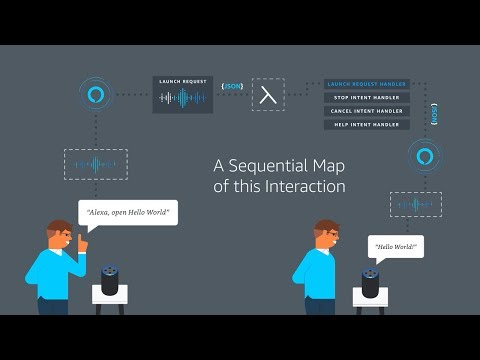 LAUNCH REQUEST
{JSON}
LAUNCH REQUEST HANDLER
STOP INTENT HANDLER
CANCEL INTENT HANDLER
HELP INTENT HANDLER
{JSON}
A Sequential Map
of this Interaction
"Alexa, open Hello World"
"Hello World!"